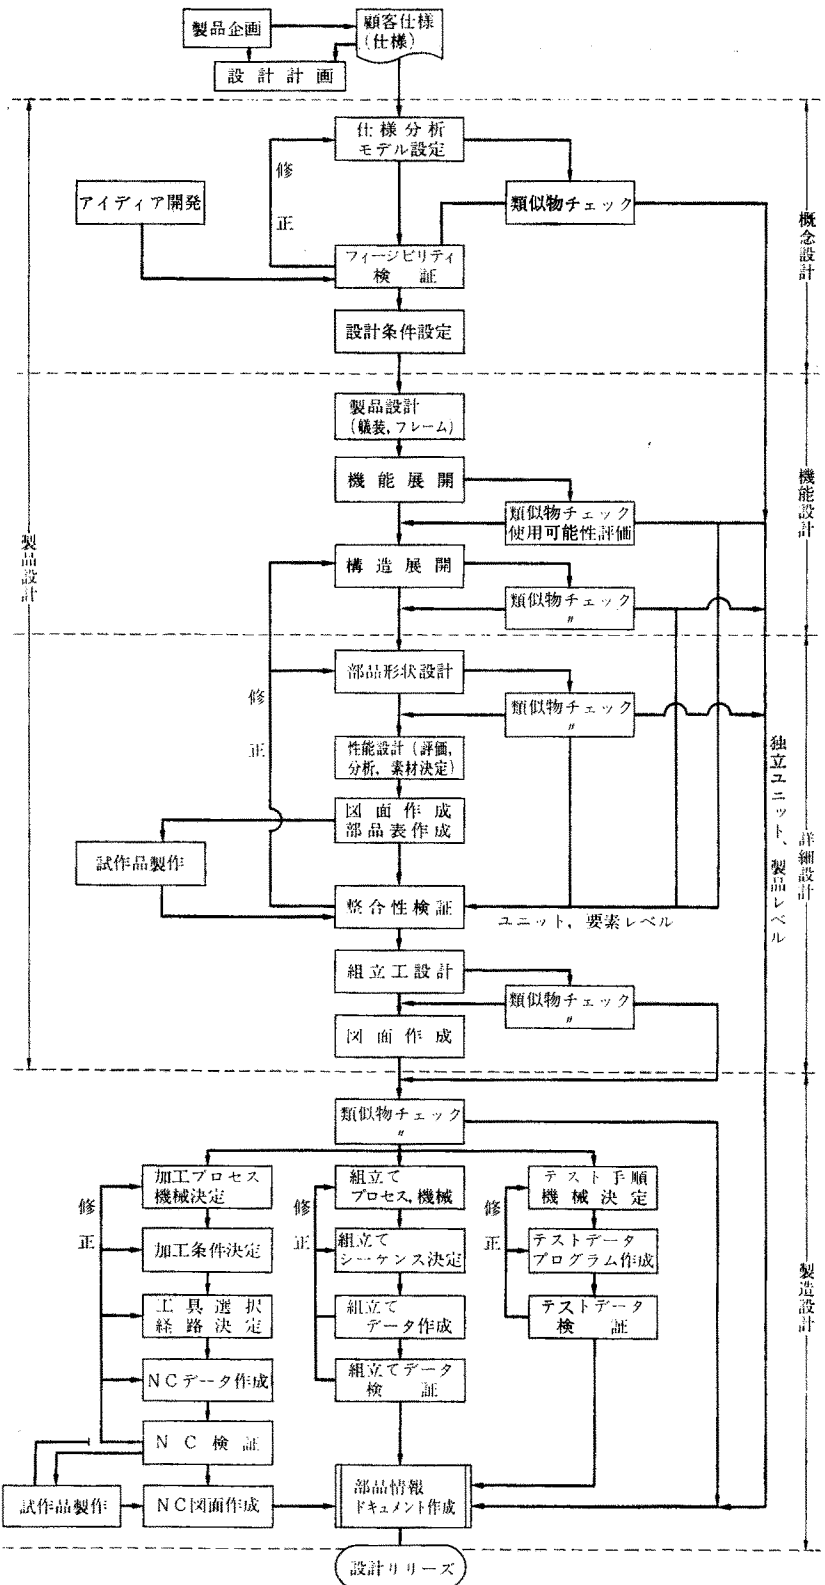 製品企画
顧客仕様
(仕様)
設計計画
仕様分析
モデル設定
修正
アイディア開発
類似物チェック
フィージビリティ
検証
設計条件設定
概念設計
製品設計
(艤装,フレーム)
機能展開
類似物チェック
使用可能性評価
機能設計
製品設計
構造展開
類似物チェック
〃
部品形状設計
類似物チェック
〃
修正
性能設計(評価,
分析,素材決定)
図面作成
部品表作成
試作品製作
整合性検証
ユニット,要素レベル
独立ユニット、製品レベル
詳細設計
組立工設計
類似物チェック
〃
図面作成
類似物チェック
〃
加工プロセス
機械決定
組立て
プロセス,機械
テスト手順
機械決定
修正
修正
修正
加工条件決定
組立て
シーケンス決定
テストデータ
プログラム作成
工具選択
経路決定
組立て
データ作成
テストデータ
検証
製造設計
NCデータ作成
組立てデータ
検証
NC検証
試作品製作
NC図面作成
部品情報
ドキュメント作成
設計リリーズ